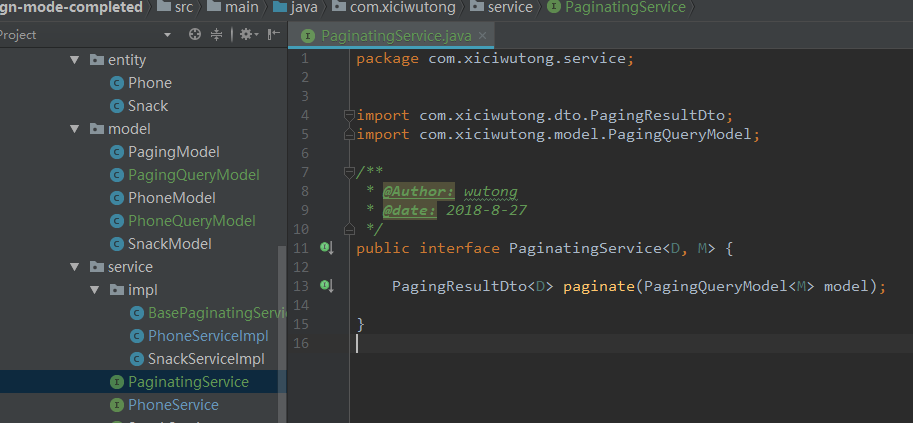 gn-mode-completed src main java com.xiciwutong service PaginatingService
Project
entity
Phone
Snack
model
PagingModel
PagingQueryModel
PhoneModel
PhoneQueryModel
SnackModel
service
impl
BasePaginatingServi
PhoneServiceImpl
SnackServiceImpl
PaginatingService
PhoneService
PaginatingService.java
1 package com.xiciwutong.service;
2
3
4 import com.xiciwutong.dto.PagingResultDto;
5 import com.xiciwutong.model.PagingQueryModel;
6
7 /**
8 * @Author: wutong
9 * @date: 2018-8-27
10 */
11 public interface PaginatingService<D, M> {
12
13 PagingResultDto<D> paginate(PagingQueryModel<M> model);
14
15 }
16